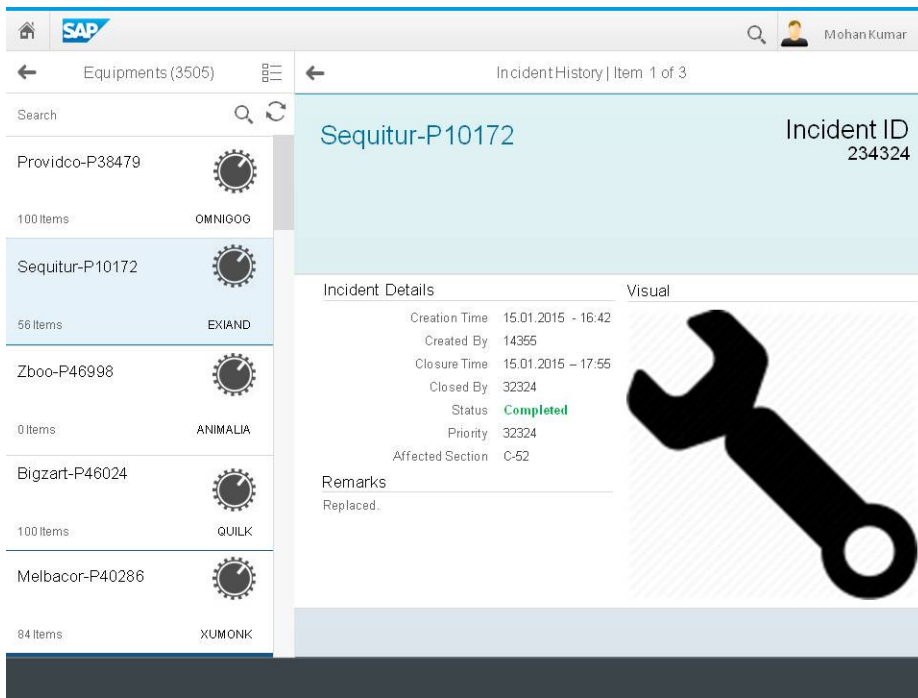 SAP
Mohan Kumar
Equipments (3505)
Incident History | Item 1 of 3
Search
Providco-P38479
100 Items
OMNIGOG
Sequitur-P10172
56 Items
EXIAND
Zboo-P46998
0 Items
ANIMALIA
Bigzart-P46024
100 Items
QUILK
Melbacor-P40286
84 Items
XUMONK
Sequitur-P10172
Incident ID
234324
Incident Details
Creation Time 15.01.2015 - 16:42
Created By 14355
Closure Time 15.01.2015 – 17:55
Closed By 32324
Status Completed
Priority 32324
Affected Section C-52
Remarks
Replaced.
Visual